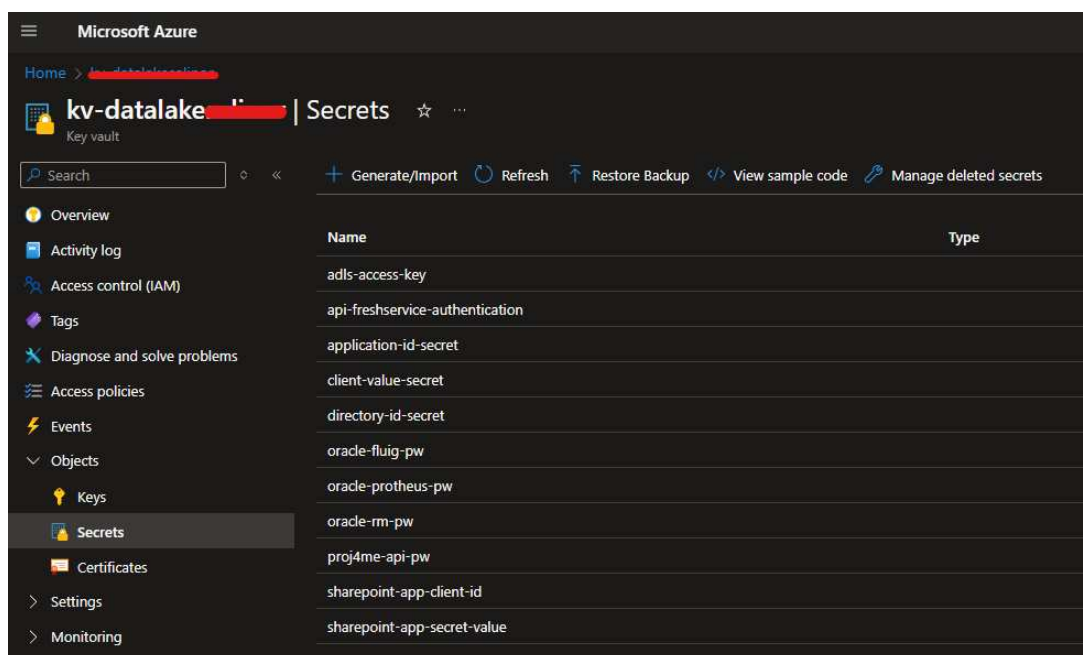 Microsoft Azure
Home >
kv-datalake | Secrets ☆ ...
Key vault
Search
Generate/Import Refresh Restore Backup View sample code Manage deleted secrets
Overview
Activity log
Access control (IAM)
Tags
Diagnose and solve problems
Access policies
Events
Objects
Keys
Secrets
Certificates
Settings
Monitoring
Name Type
adls-access-key
api-freshservice-authentication
application-id-secret
client-value-secret
directory-id-secret
oracle-fluig-pw
oracle-protheus-pw
oracle-rm-pw
proj4me-api-pw
sharepoint-app-client-id
sharepoint-app-secret-value